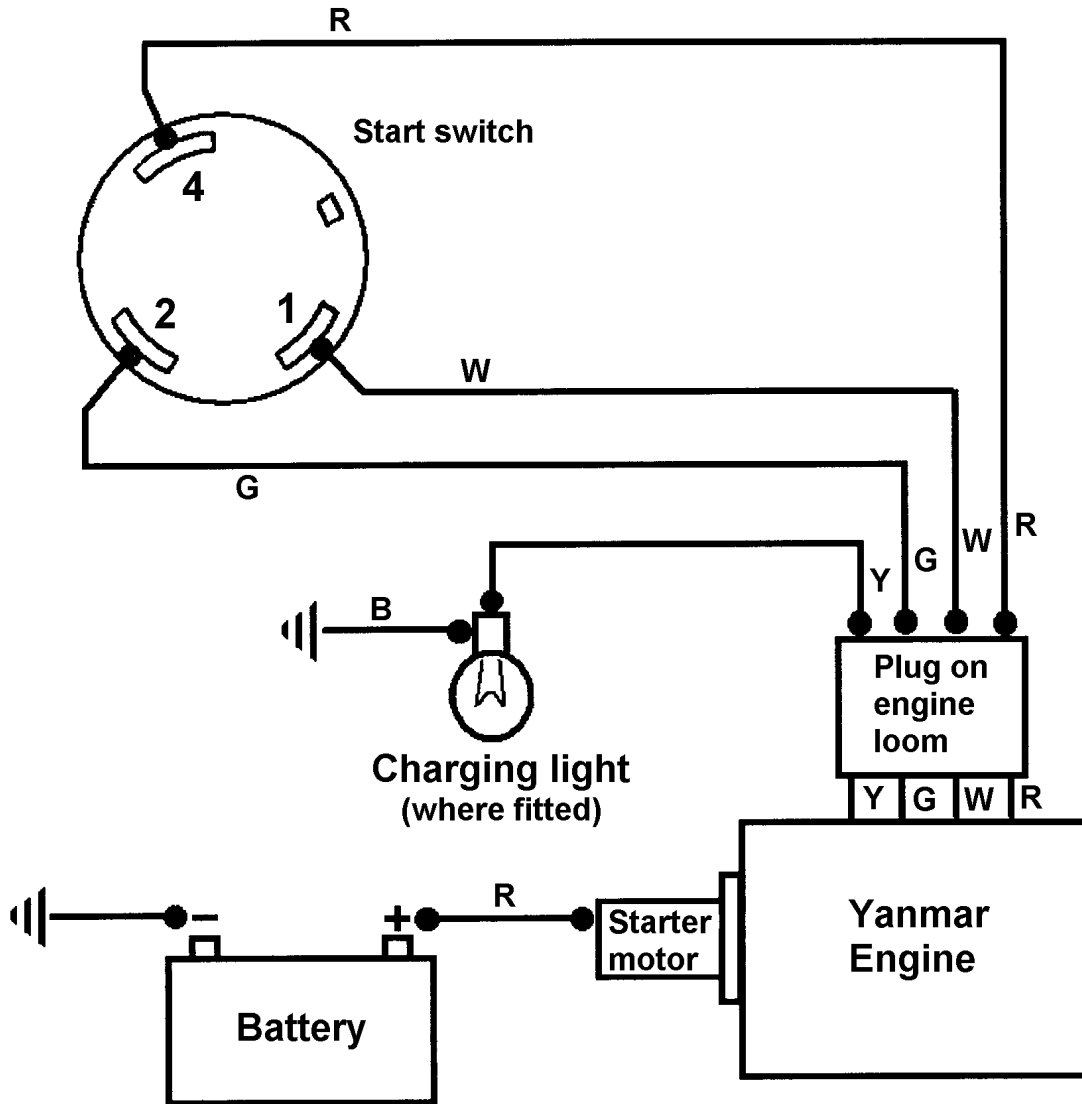 R
Start switch
4
2
1
W
G
R
W
G
Y
B
Plug on
engine
loom
Charging light
(where fitted)
Y G W R
R
− +
Starter
motor
Yanmar
Engine
Battery